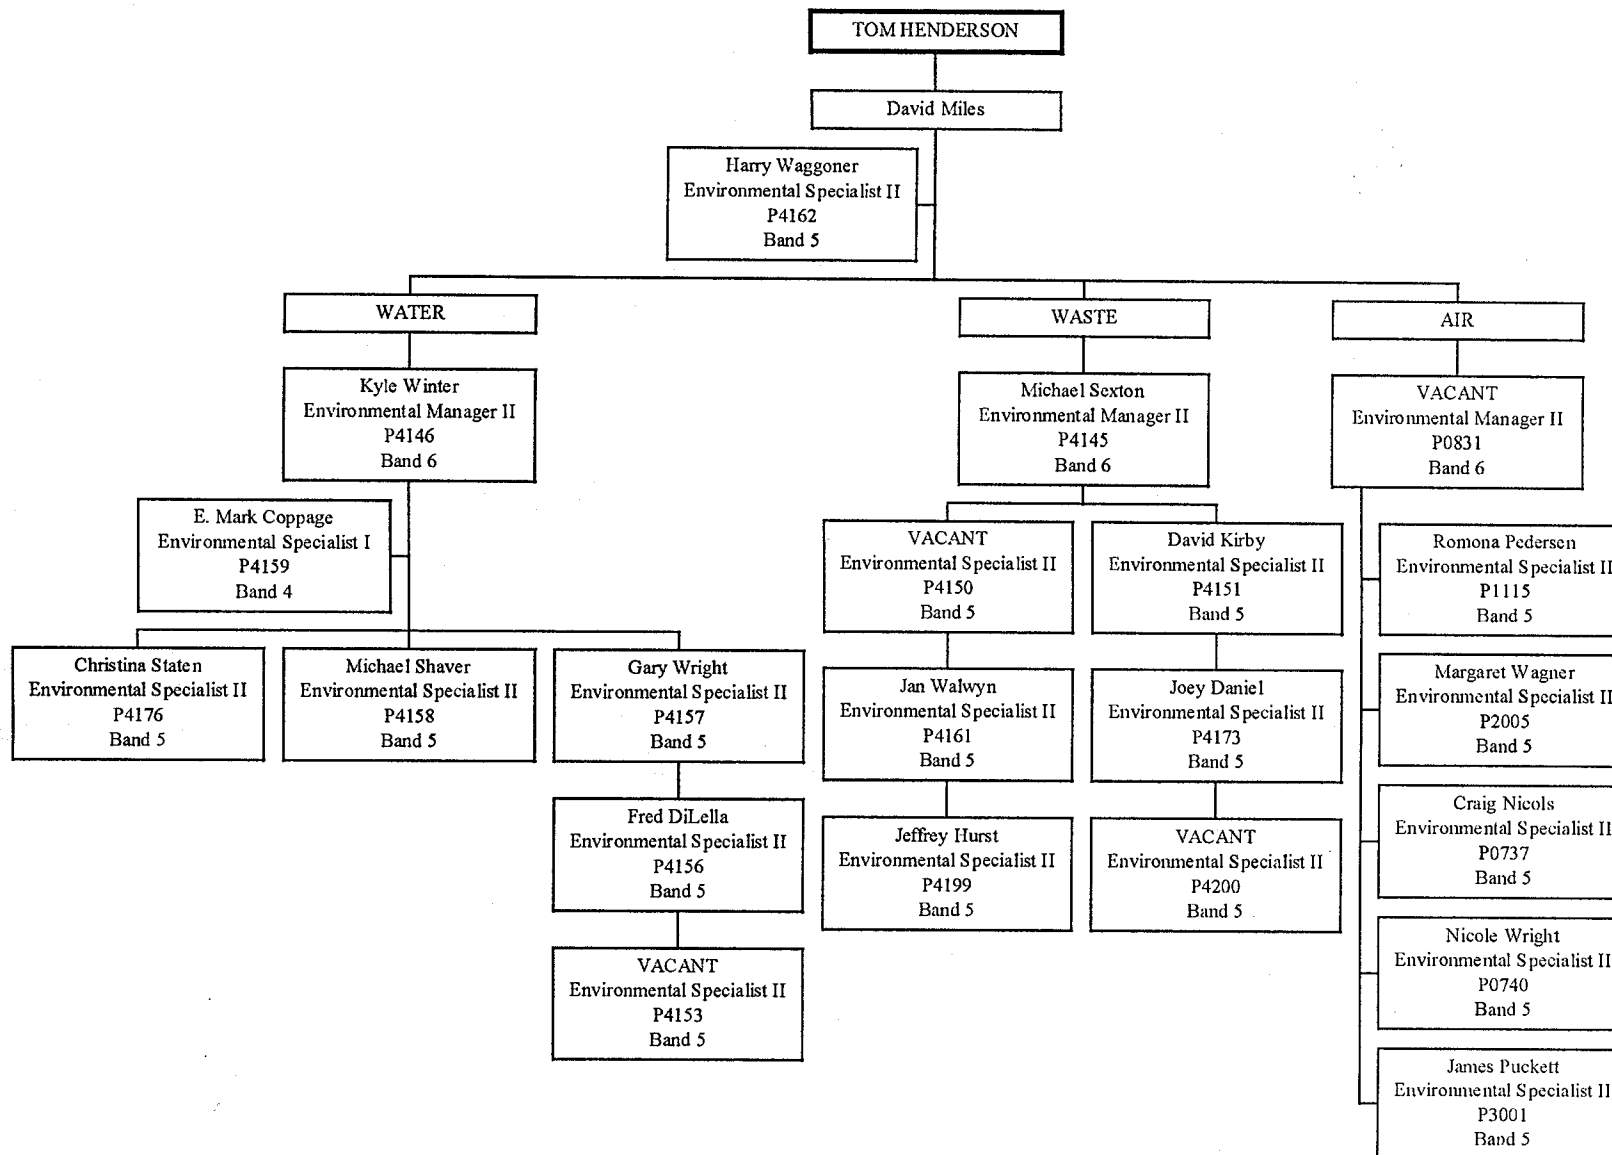 TOM HENDERSON
David Miles
Harry Waggoner
Environmental Specialist II
P4162
Band 5
WATER
Kyle Winter
Environmental Manager II
P4146
Band 6
E. Mark Coppage
Environmental Specialist I
P4159
Band 4
Christina Staten
Environmental Specialist II
P4176
Band 5
Michael Shaver
Environmental Specialist II
P4158
Band 5
Gary Wright
Environmental Specialist II
P4157
Band 5
Fred DiLella
Environmental Specialist II
P4156
Band 5
VACANT
Environmental Specialist II
P4153
Band 5
WASTE
Michael Sexton
Environmental Manager II
P4145
Band 6
VACANT
Environmental Specialist II
P4150
Band 5
Jan Walwyn
Environmental Specialist II
P4161
Band 5
Jeffrey Hurst
Environmental Specialist II
P4199
Band 5
David Kirby
Environmental Specialist II
P4151
Band 5
Joey Daniel
Environmental Specialist II
P4173
Band 5
VACANT
Environmental Specialist II
P4200
Band 5
AIR
VACANT
Environmental Manager II
P0831
Band 6
Romona Pedersen
Environmental Specialist II
P1115
Band 5
Margaret Wagner
Environmental Specialist II
P2005
Band 5
Craig Nicols
Environmental Specialist II
P0737
Band 5
Nicole Wright
Environmental Specialist II
P0740
Band 5
James Puckett
Environmental Specialist II
P3001
Band 5